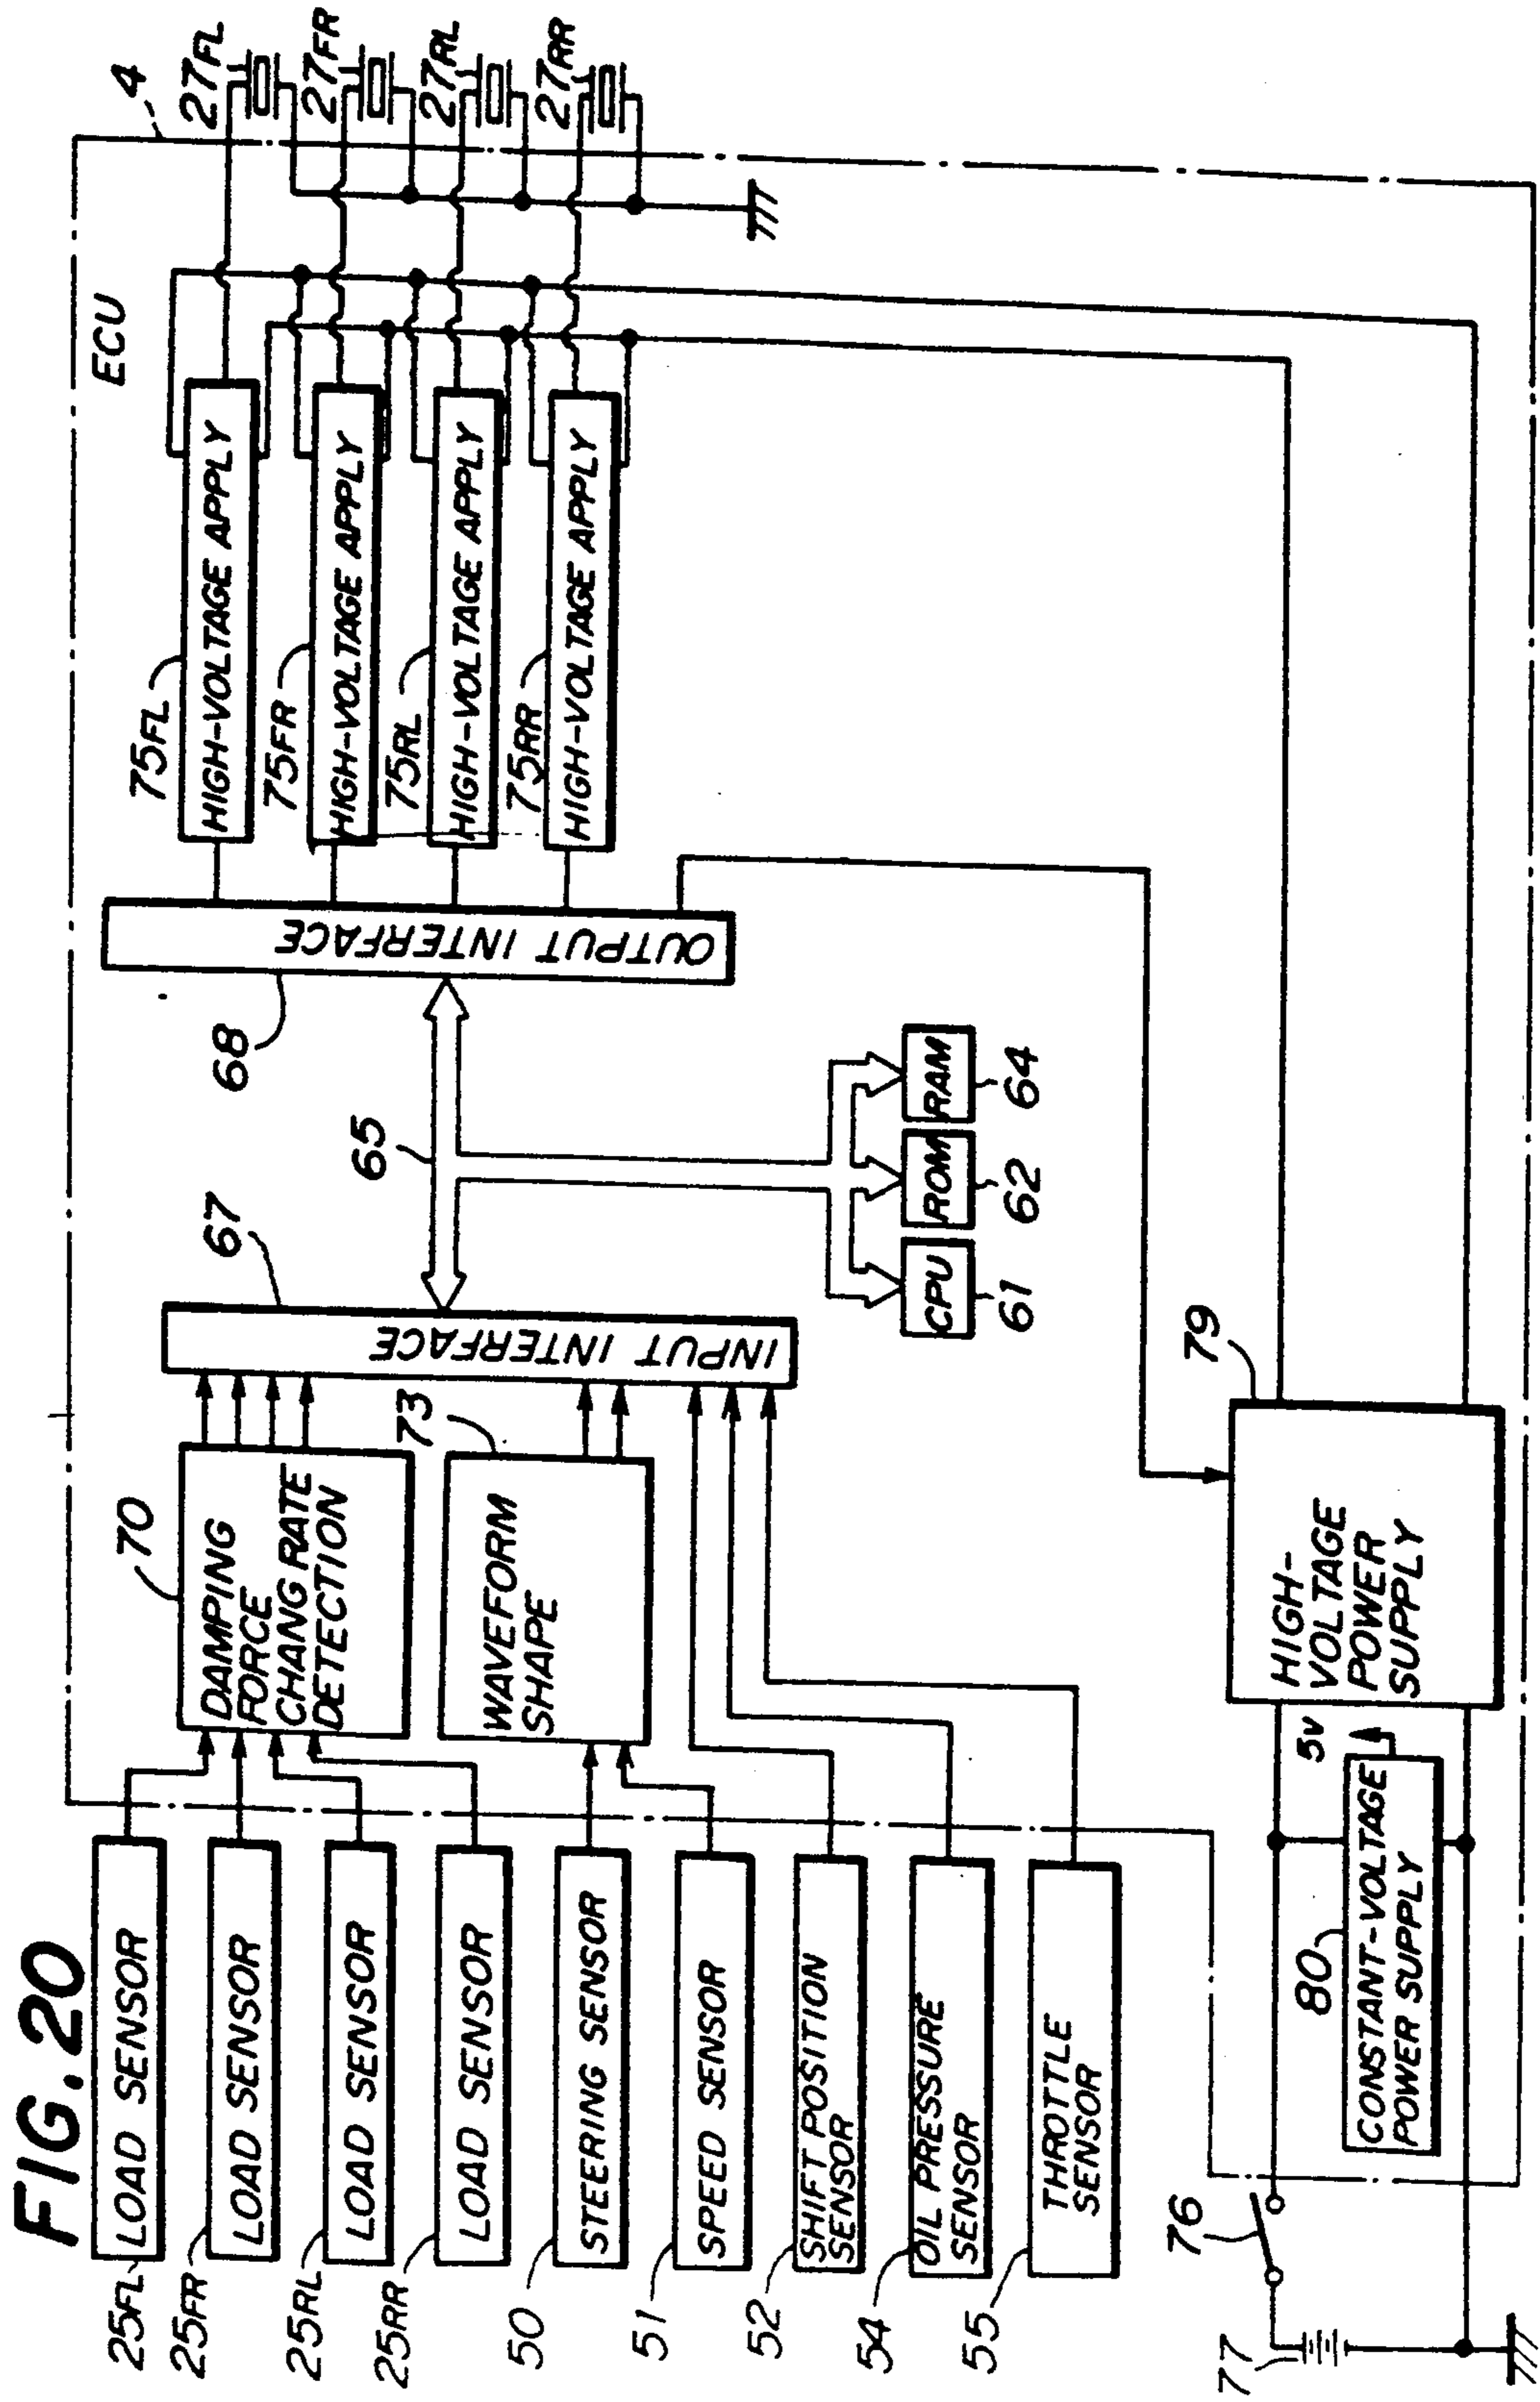 FIG. 20
25FL
LOAD SENSOR
25FR
LOAD SENSOR
25RL
LOAD SENSOR
25RR
LOAD SENSOR
50
STEERING SENSOR
51
SPEED SENSOR
52
SHIFT POSITION
SENSOR
54
OIL PRESSURE
SENSOR
55
THROTTLE
SENSOR
70
DAMPING
FORCE
CHANG RATE
DETECTION
73
WAVEFORM
SHAPE
67
INPUT INTERFACE
65
68
OUTPUT INTERFACE
CPU
61
ROM
62
RAM
64
ECU
4
75FL
HIGH-VOLTAGE APPLY
75FR
HIGH-VOLTAGE APPLY
75RL
HIGH-VOLTAGE APPLY
75RR
HIGH-VOLTAGE APPLY
27FL
27FR
27RL
27RR
76
77
80
CONSTANT-VOLTAGE
POWER SUPPLY
5V
79
HIGH-
VOLTAGE
POWER
SUPPLY